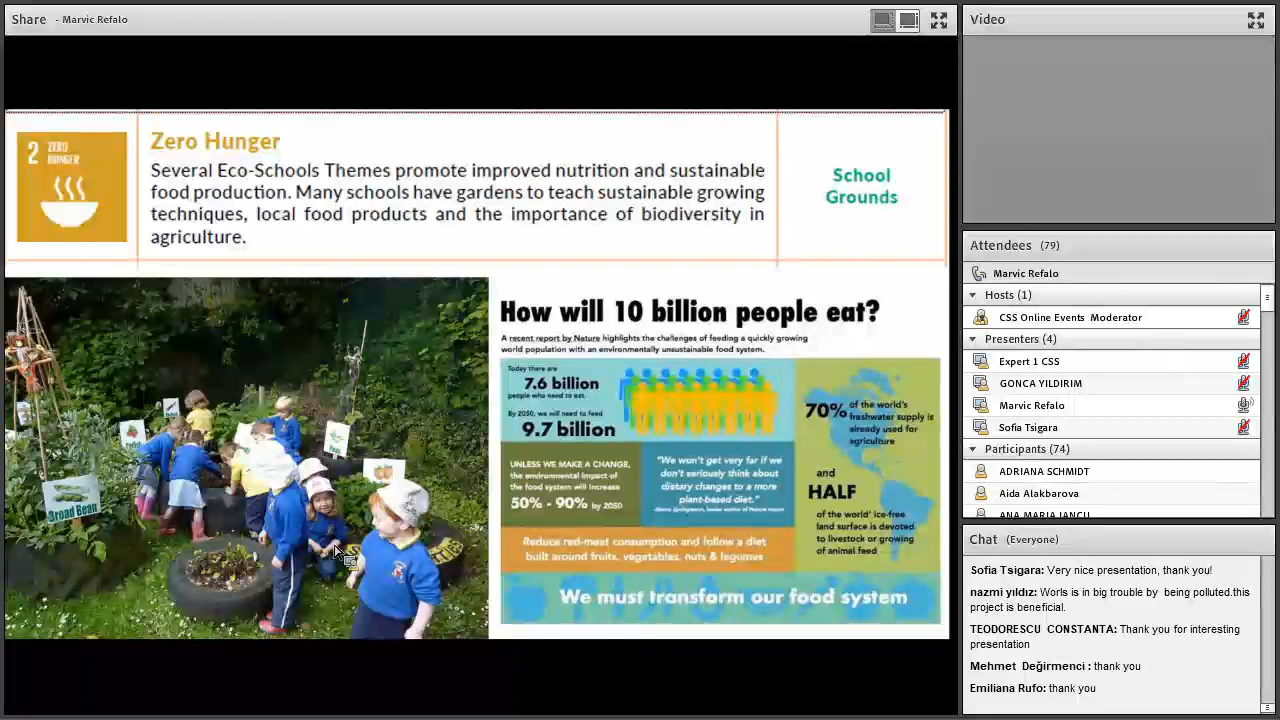 Share - Marvic Refalo
2 ZERO
HUNGER
Zero Hunger
Several Eco-Schools Themes promote improved nutrition and sustainable
food production. Many schools have gardens to teach sustainable growing
techniques, local food products and the importance of biodiversity in
agriculture.
School
Grounds
Broad Bean
How will 10 billion people eat?
A recent report by Nature highlights the challenges of feeding a quickly growing
world population with an environmentally unsustainable food system.
Today there are
7.6 billion
people who need to eat.
By 2050, we will need to feed
9.7 billion
70% of the world's
freshwater supply is
already used for
agriculture
and
HALF
of the world' ice-free
land surface is devoted
to livestock or growing
of animal feed
UNLESS WE MAKE A CHANGE,
the environmental impact of
the food system will increase
50% - 90% by 2050
"We won't get very far if we
don't seriously think about
dietary changes to a more
plant-based diet."
Reduce red-meat consumption and follow a diet
built around fruits, vegetables, nuts & legumes
We must transform our food system
Video
Attendees (79)
Marvic Refalo
Hosts (1)
CSS Online Events Moderator
Presenters (4)
Expert 1 CSS
GONCA YILDIRIM
Marvic Refalo
Sofia Tsigara
Participants (74)
ADRIANA SCHMIDT
Aida Alakbarova
ANA MARIA IANCU
Chat (Everyone)
Sofia Tsigara: Very nice presentation, thank you!
nazmi yıldız: Worls is in big trouble by being polluted.this
project is beneficial.
TEODORESCU CONSTANTA: Thank you for interesting
presentation
Mehmet Değirmenci : thank you
Emiliana Rufo: thank you